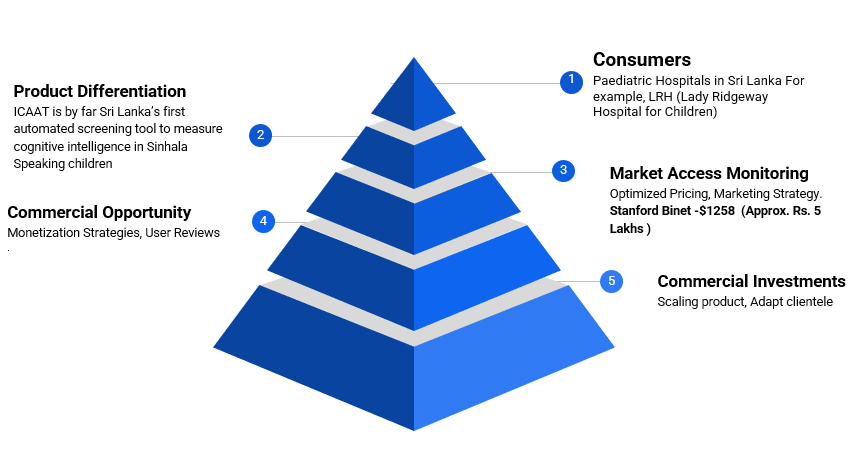 Consumers
1
Paediatric Hospitals in Sri Lanka For
example, LRH (Lady Ridgeway
Hospital for Children)
Product Differentiation
ICAAT is by far Sri Lanka's first
automated screening tool to measure
cognitive intelligence in Sinhala
Speaking children
2
3
Market Access Monitoring
Optimized Pricing, Marketing Strategy.
Stanford Binet -$1258 (Approx. Rs. 5
Lakhs )
Commercial Opportunity
4
Monetization Strategies, User Reviews
.
5
Commercial Investments
Scaling product, Adapt clientele